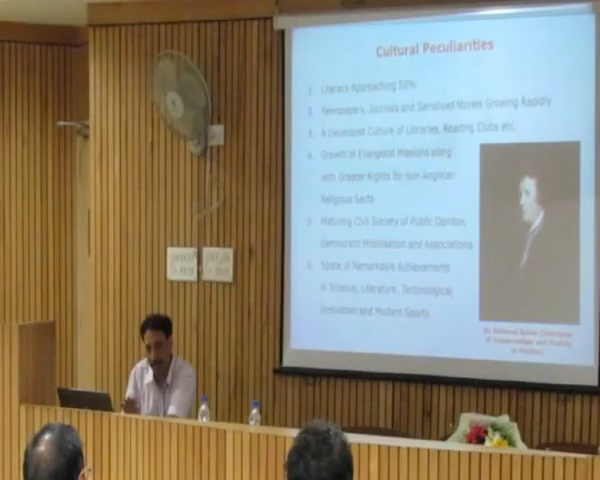 Cultural Peculiarities
1. Literacy Approaching 50%
2. Newspapers, Journals and Serialised Novels Growing Rapidly
3. A Developed Culture of Libraries, Reading Clubs etc.
4. Growth of Evangelist Missions along
with Greater Rights for non Anglican
Religious Sects
5. Maturing Civil Society of Public Opinion,
Democratic Mobilisation and Associations
6. Spate of Remarkable Achievements
in Science, Literature, Technological
Innovation and Modern Sports
Sir Edmund Burke